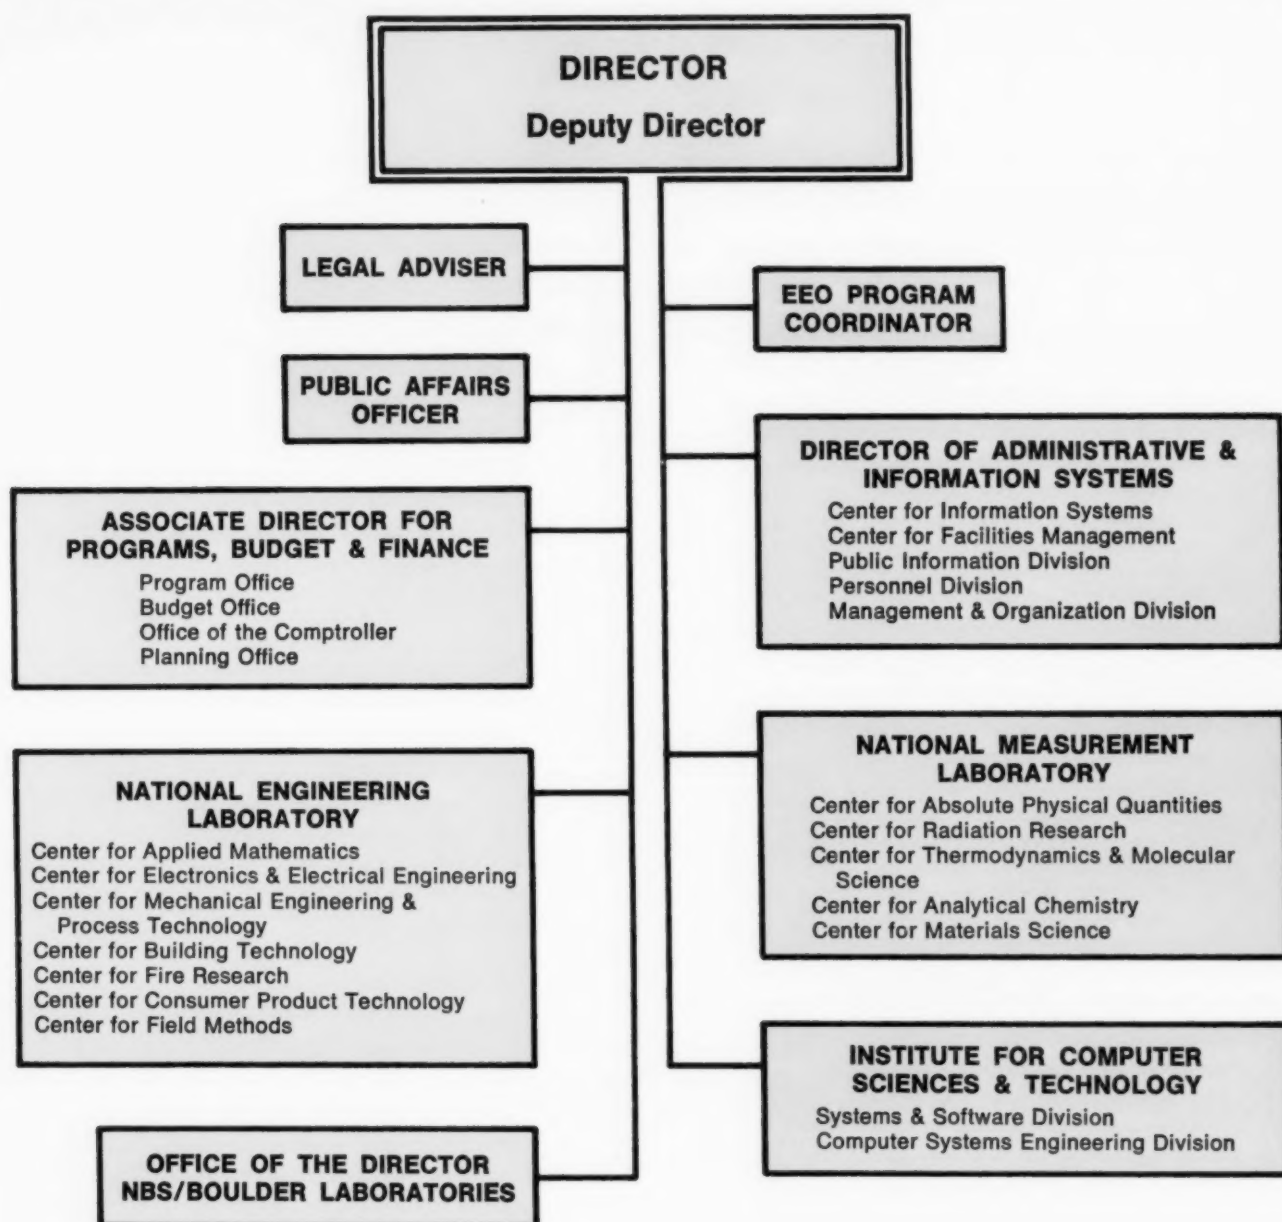 DIRECTOR
Deputy Director
LEGAL ADVISER
EEO PROGRAM
COORDINATOR
PUBLIC AFFAIRS
OFFICER
DIRECTOR OF ADMINISTRATIVE &
INFORMATION SYSTEMS
Center for Information Systems
Center for Facilities Management
Public Information Division
Personnel Division
Management & Organization Division
ASSOCIATE DIRECTOR FOR
PROGRAMS, BUDGET & FINANCE
Program Office
Budget Office
Office of the Comptroller
Planning Office
NATIONAL MEASUREMENT
LABORATORY
Center for Absolute Physical Quantities
Center for Radiation Research
Center for Thermodynamics & Molecular
Science
Center for Analytical Chemistry
Center for Materials Science
NATIONAL ENGINEERING
LABORATORY
Center for Applied Mathematics
Center for Electronics & Electrical Engineering
Center for Mechanical Engineering &
Process Technology
Center for Building Technology
Center for Fire Research
Center for Consumer Product Technology
Center for Field Methods
INSTITUTE FOR COMPUTER
SCIENCES & TECHNOLOGY
Systems & Software Division
Computer Systems Engineering Division
OFFICE OF THE DIRECTOR
NBS/BOULDER LABORATORIES